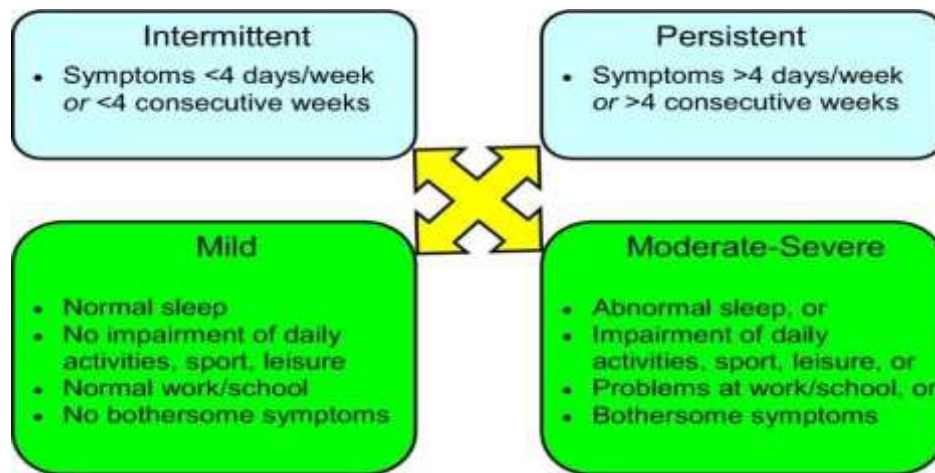 Intermittent
• Symptoms <4 days/week
or <4 consecutive weeks
Persistent
• Symptoms >4 days/week
or >4 consecutive weeks
Mild
• Normal sleep
• No impairment of daily
activities, sport, leisure
• Normal work/school
• No bothersome symptoms
Moderate-Severe
• Abnormal sleep, or
• Impairment of daily
activities, sport, leisure, or
• Problems at work/school, or
• Bothersome symptoms